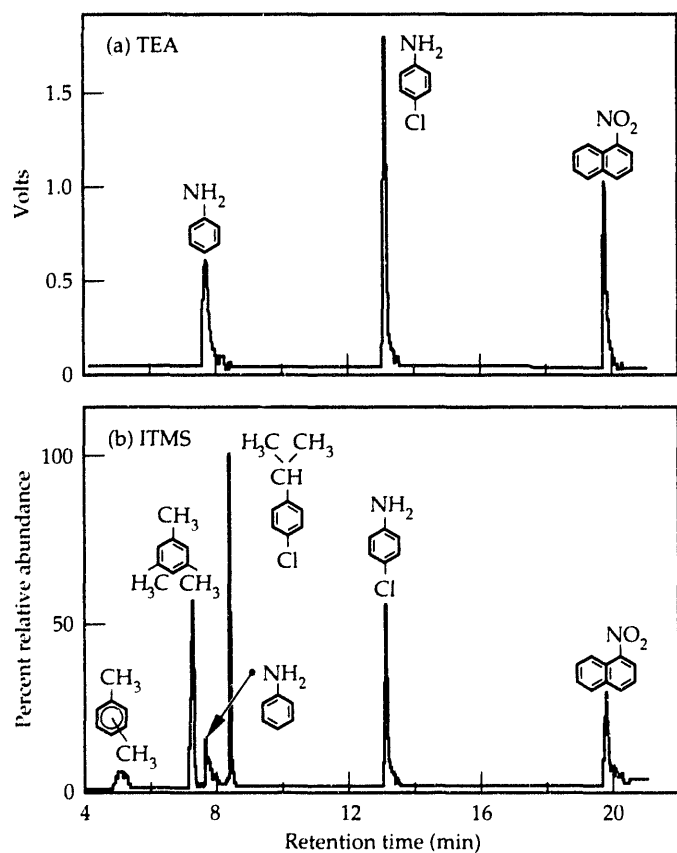 (a) TEA
Volts
1.5
1.0
0.5
0
NH₂
NH₂
Cl
NO₂
(b) ITMS
Percent relative abundance
100
50
0
CH₃
CH₃
CH₃
H₃C CH₃
H₃C CH₃
CH
Cl
NH₂
NH₂
Cl
NO₂
4 8 12 16 20
Retention time (min)